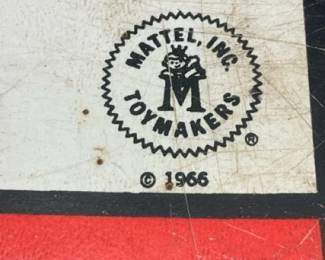 MATTEL, INC.
M
TOYMAKERS
®
© 1966